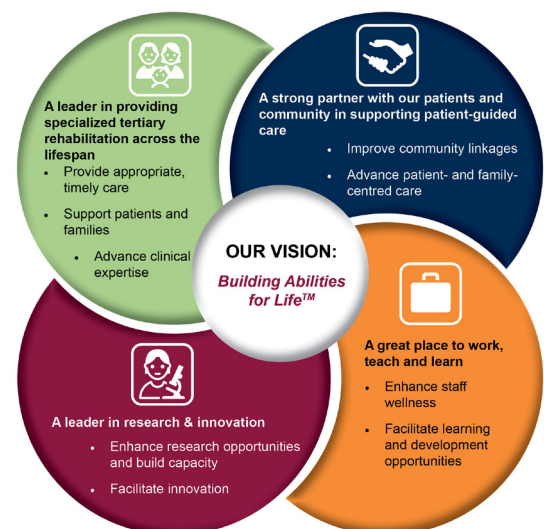 A leader in providing
specialized tertiary
rehabilitation across the
lifespan
• Provide appropriate,
timely care
• Support patients and
families
• Advance clinical
expertise
A strong partner with our patients and
community in supporting patient-guided
care
• Improve community linkages
• Advance patient- and family-
centred care
OUR VISION:
Building Abilities
for Life™
A leader in research & innovation
• Enhance research opportunities
and build capacity
• Facilitate innovation
A great place to work,
teach and learn
• Enhance staff
wellness
• Facilitate learning
and development
opportunities